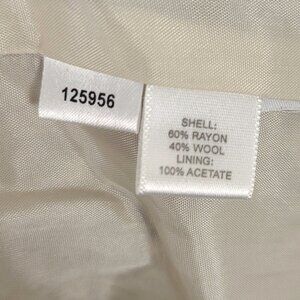 125956
SHELL:
60% RAYON
40% WOOL
LINING:
100% ACETATE